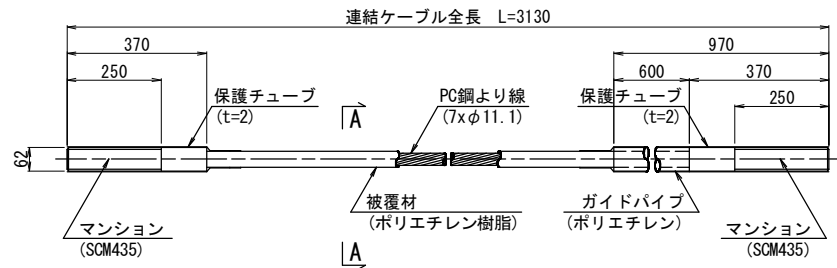 連結ケーブル全長 L=3130
370
970
250
600
370
保護チューブ
(t=2)
PC鋼より線
(7xφ11.1)
保護チューブ
(t=2)
250
A
62
マンション
(SCM435)
被覆材
(ポリエチレン樹脂)
ガイドパイプ
(ポリエチレン)
マンション
(SCM435)
A